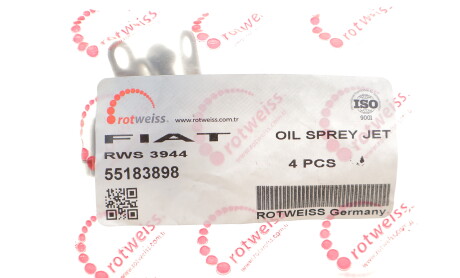 rotweiss
www.rotweiss.com.tr
ISO
9001
FIAT
OIL SPREY JET
RWS 3944
4 PCS
55183898
ROTWEISS Germany